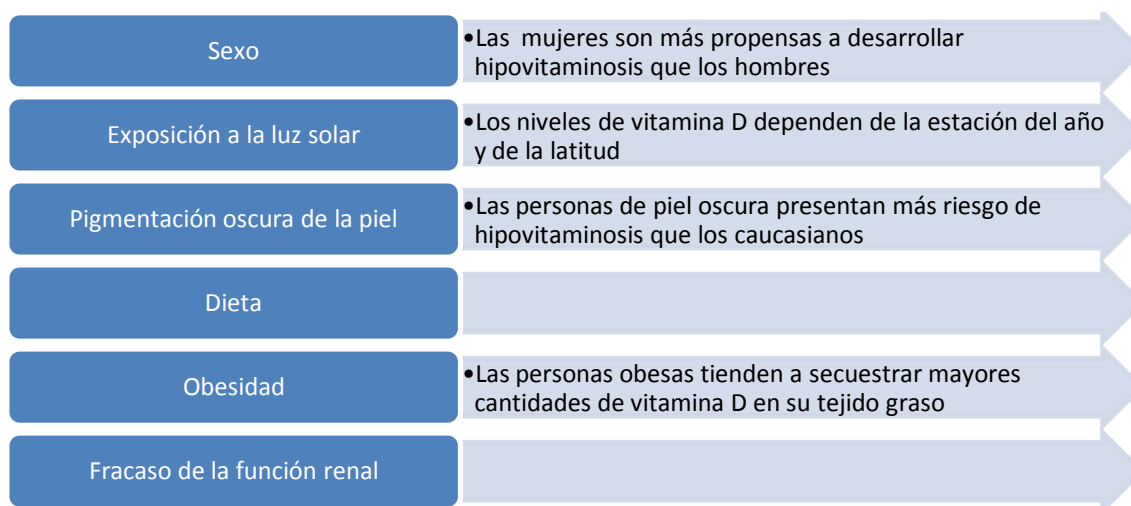 Sexo
•Las  mujeres son más propensas a desarrollar
hipovitaminosis que los hombres
Exposición a la luz solar
•Los niveles de vitamina D dependen de la estación del año
y de la latitud
Pigmentación oscura de la piel
•Las personas de piel oscura presentan más riesgo de
hipovitaminosis que los caucasianos
Dieta
Obesidad
•Las personas obesas tienden a secuestrar mayores
cantidades de vitamina D en su tejido graso
Fracaso de la función renal